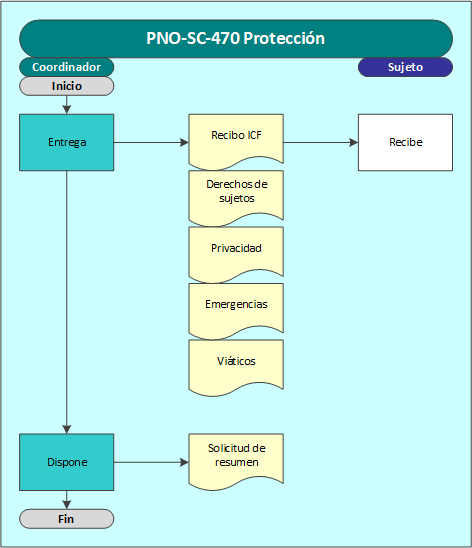 PNO-SC-470 Protección
Coordinador
Sujeto
Inicio
Entrega
Recibo ICF
Recibe
Derechos de
sujetos
Privacidad
Emergencias
Viáticos
Dispone
Solicitud de
resumen
Fin